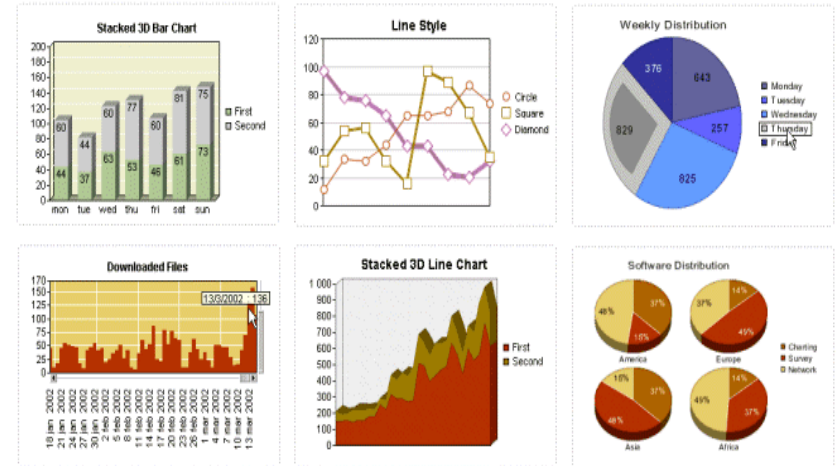 Stacked 3D Bar Chart
200
180
160
140
120
100
80
60
40
20
0
60
44
60
77
60
81
75
44
37
63
53
46
61
73
mon tue wed thu fri sat sun
First
Second
Line Style
120
100
80
60
40
20
0
Circle
Square
Diamond
Weekly Distribution
376
643
829
257
825
Monday
Tuesday
Wednesday
Thursday
Downloaded Files
170
150
125
100
75
50
25
0
13/3/2002 : 136
18 jan 2002
21 jan 2002
24 jan 2002
27 jan 2002
30 jan 2002
2 feb 2002
5 feb 2002
8 feb 2002
11 feb 2002
14 feb 2002
17 feb 2002
20 feb 2002
23 feb 2002
26 feb 2002
1 mar 2002
4 mar 2002
7 mar 2002
10 mar 2002
13 mar 2002
Stacked 3D Line Chart
1 000
900
800
700
600
500
400
300
200
100
0
First
Second
Software Distribution
48%
37%
16%
America
37%
14%
49%
Europe
Charting
Survey
Network
16%
37%
48%
Asia
14%
49%
37%
Africa